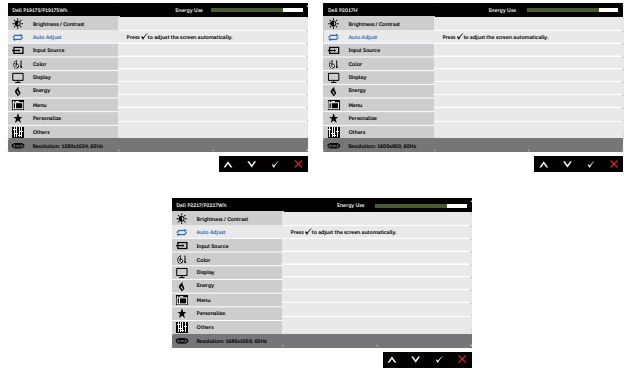 Dell P1917S/P1917SWh Energy Use
Brightness / Contrast
Auto Adjust Press ✓ to adjust the screen automatically.
Input Source
Color
Display
Energy
Menu
Personalize
Others
Resolution: 1280x1024, 60Hz
Dell P2017H Energy Use
Brightness / Contrast
Auto Adjust Press ✓ to adjust the screen automatically.
Input Source
Color
Display
Energy
Menu
Personalize
Others
Resolution: 1600x900, 60Hz
Dell P2217/P2217Wh Energy Use
Brightness / Contrast
Auto Adjust Press ✓ to adjust the screen automatically.
Input Source
Color
Display
Energy
Menu
Personalize
Others
Resolution: 1680x1050, 60Hz